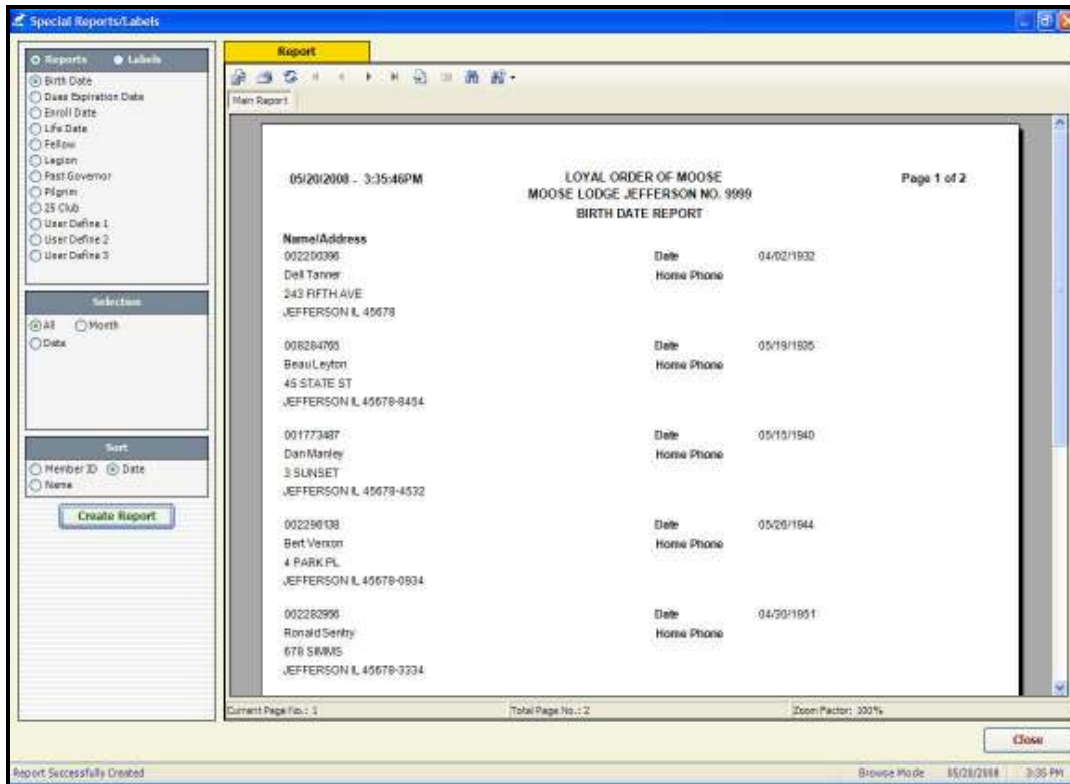 Special Reports/Labels
Reports Labels
Birth Date
Dues Expiration Date
Enroll Date
Life Date
Fellow
Legion
Past Governor
Pilgrim
25 Club
User Define 1
User Define 2
User Define 3
Selection
All Month
Date
Sort
Member ID Date
Name
Create Report
Report
Main Report
05/20/2008 - 3:35:46PM
LOYAL ORDER OF MOOSE
Page 1 of 2
MOOSE LODGE JEFFERSON NO. 9999
BIRTH DATE REPORT
Name/Address
002200396 Date 04/02/1932
Dell Tanner Home Phone
243 FIFTH AVE
JEFFERSON IL 45678
008284765 Date 05/19/1935
Beau Leyton Home Phone
45 STATE ST
JEFFERSON IL 45678-8454
001773487 Date 05/15/1940
Dan Manley Home Phone
3 SUNSET
JEFFERSON IL 45678-4532
002296138 Date 05/26/1944
Bert Vernon Home Phone
4 PARK PL
JEFFERSON IL 45678-0934
002282956 Date 04/30/1951
Ronald Sentry Home Phone
678 SIMMS
JEFFERSON IL 45678-3334
Current Page No.: 1 Total Page No.: 2 Zoom Factor: 100%
Close
Report Successfully Created Browse Mode 05/20/2008 3:35 PM